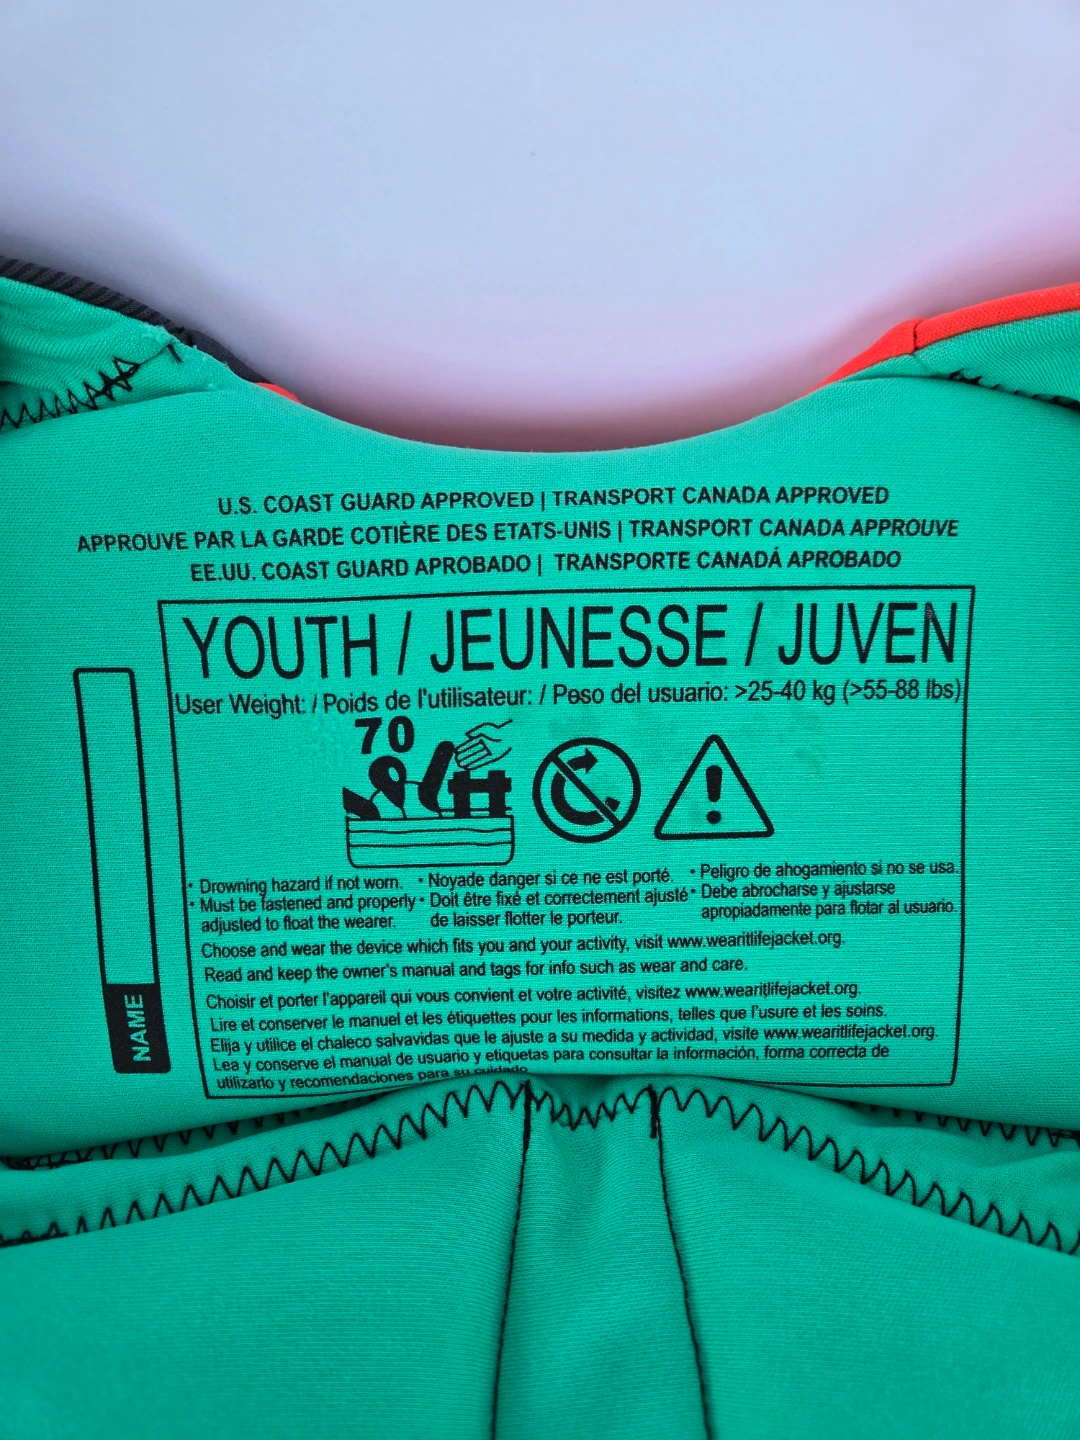 U.S. COAST GUARD APPROVED | TRANSPORT CANADA APPROVED
APPROUVE PAR LA GARDE COTIÈRE DES ETATS-UNIS | TRANSPORT CANADA APPROUVE
EE.UU. COAST GUARD APROBADO | TRANSPORTE CANADÁ APROBADO
YOUTH / JEUNESSE / JUVEN
User Weight: / Poids de l'utilisateur: / Peso del usuario: >25-40 kg (>55-88 lbs)
70
• Drowning hazard if not worn.
• Must be fastened and properly
adjusted to float the wearer.
• Noyade danger si ce ne est porté.
• Doit être fixé et correctement ajusté
de laisser flotter le porteur.
• Peligro de ahogamiento si no se usa.
• Debe abrocharse y ajustarse
apropiadamente para flotar al usuario.
Choose and wear the device which fits you and your activity, visit www.wearitlifejacket.org.
Read and keep the owner's manual and tags for info such as wear and care.
Choisir et porter l'appareil qui vous convient et votre activité, visitez www.wearitlifejacket.org.
Lire et conserver le manuel et les étiquettes pour les informations, telles que l'usure et les soins.
Elija y utilice el chaleco salvavidas que le ajuste a su medida y actividad, visite www.wearitlifejacket.org.
Lea y conserve el manual de usuario y etiquetas para consultar la información, forma correcta de
utilizarlo y recomendaciones para su cuidado
NAME